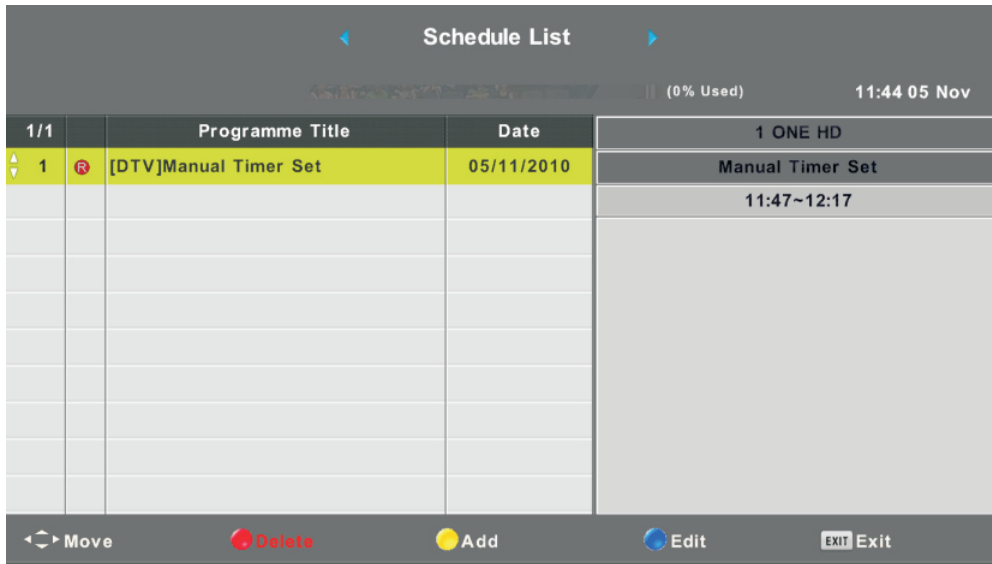 Schedule List
(0% Used) 11:44 05 Nov
1/1 Programme Title Date
1 R [DTV]Manual Timer Set 05/11/2010
1 ONE HD
Manual Timer Set
11:47~12:17
Move Delete Add Edit EXIT Exit